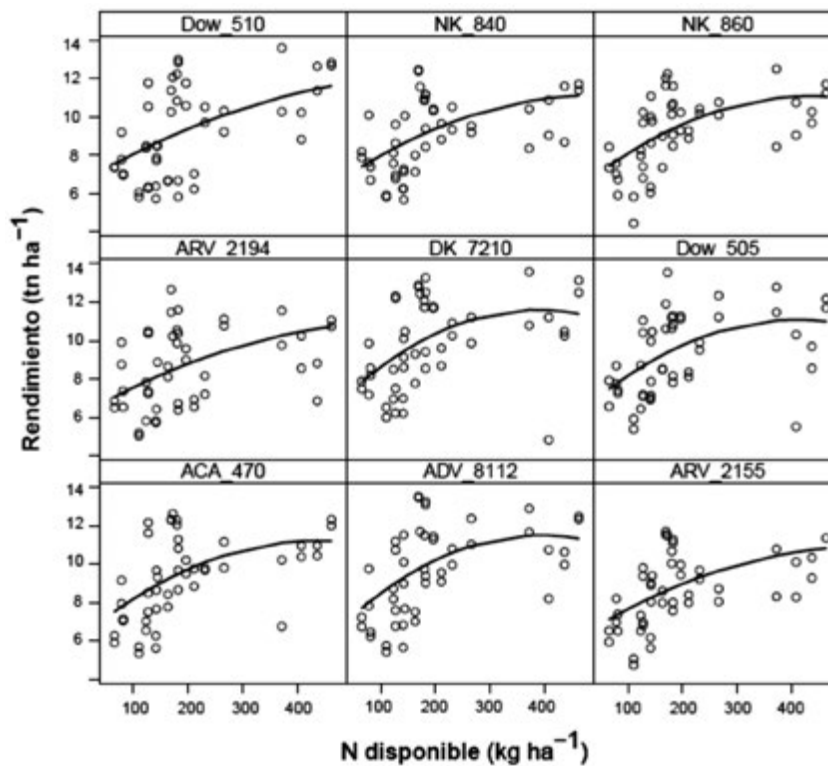 Dow_510 NK_840 NK_860
14
12
10
8
6
ARV_2194 DK_7210 Dow_505
14
12
10
8
6
ACA_470 ADV_8112 ARV_2155
14
12
10
8
6
100 200 300 400 100 200 300 400 100 200 300 400
Rendimiento (tn ha⁻¹)
N disponible (kg ha⁻¹)